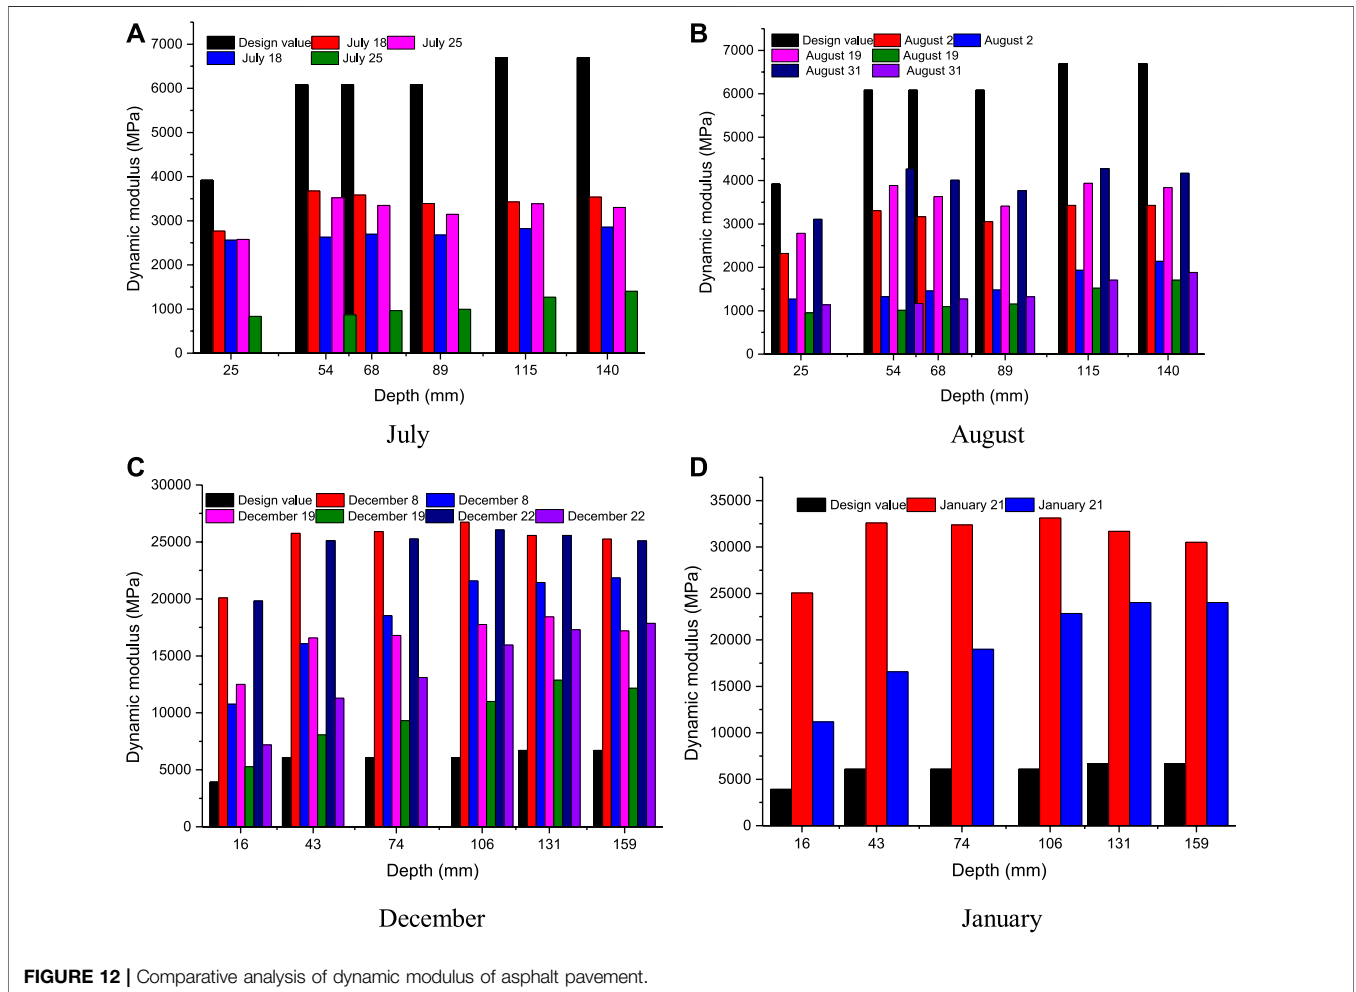 A
Design value July 18 July 25
July 18 July 25
7000
6000
5000
4000
3000
2000
1000
0
Dynamic modulus (MPa)
25 54 68 89 115 140
Depth (mm)
July
B
Design value August 2 August 2
August 19 August 19
August 31 August 31
7000
6000
5000
4000
3000
2000
1000
0
Dynamic modulus (MPa)
25 54 68 89 115 140
Depth (mm)
August
C
Design value December 8 December 8
December 19 December 19 December 22 December 22
30000
25000
20000
15000
10000
5000
0
Dynamic modulus (MPa)
16 43 74 106 131 159
Depth (mm)
December
D
Design value January 21 January 21
35000
30000
25000
20000
15000
10000
5000
0
Dynamic modulus (MPa)
16 43 74 106 131 159
Depth (mm)
January
FIGURE 12 | Comparative analysis of dynamic modulus of asphalt pavement.